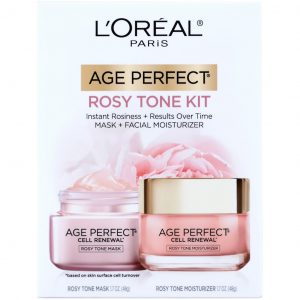 L'ORÉAL
PARIS
AGE PERFECT®
ROSY TONE KIT
Instant Rosiness + Results Over Time
MASK + FACIAL MOISTURIZER
AGE PERFECT®
CELL RENEWAL*
ROSY TONE MASK
AGE PERFECT®
CELL RENEWAL*
ROSY TONE MOISTURIZER
*based on skin surface cell turnover
ROSY TONE MASK 1.7 OZ (48g)
ROSY TONE MOISTURIZER 1.7 OZ (48g)